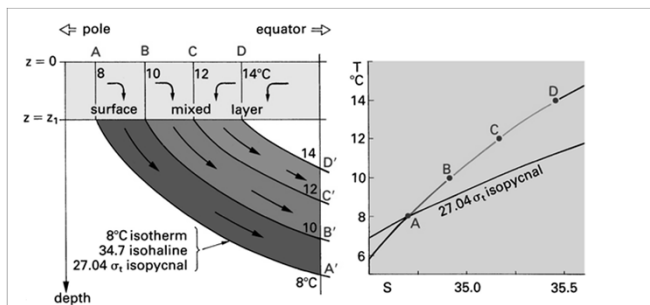 pole equator
A B C D
z = 0
8 10 12 14°C
surface mixed layer
z = z₁
14 D'
12 C'
10 B'
8°C A'
8°C isotherm
34.7 isohaline
27.04 σt isopycnal
depth
T
°C
14 D
12 C
10 B
27.04 σt isopycnal
8 A
6
S 35.0 35.5